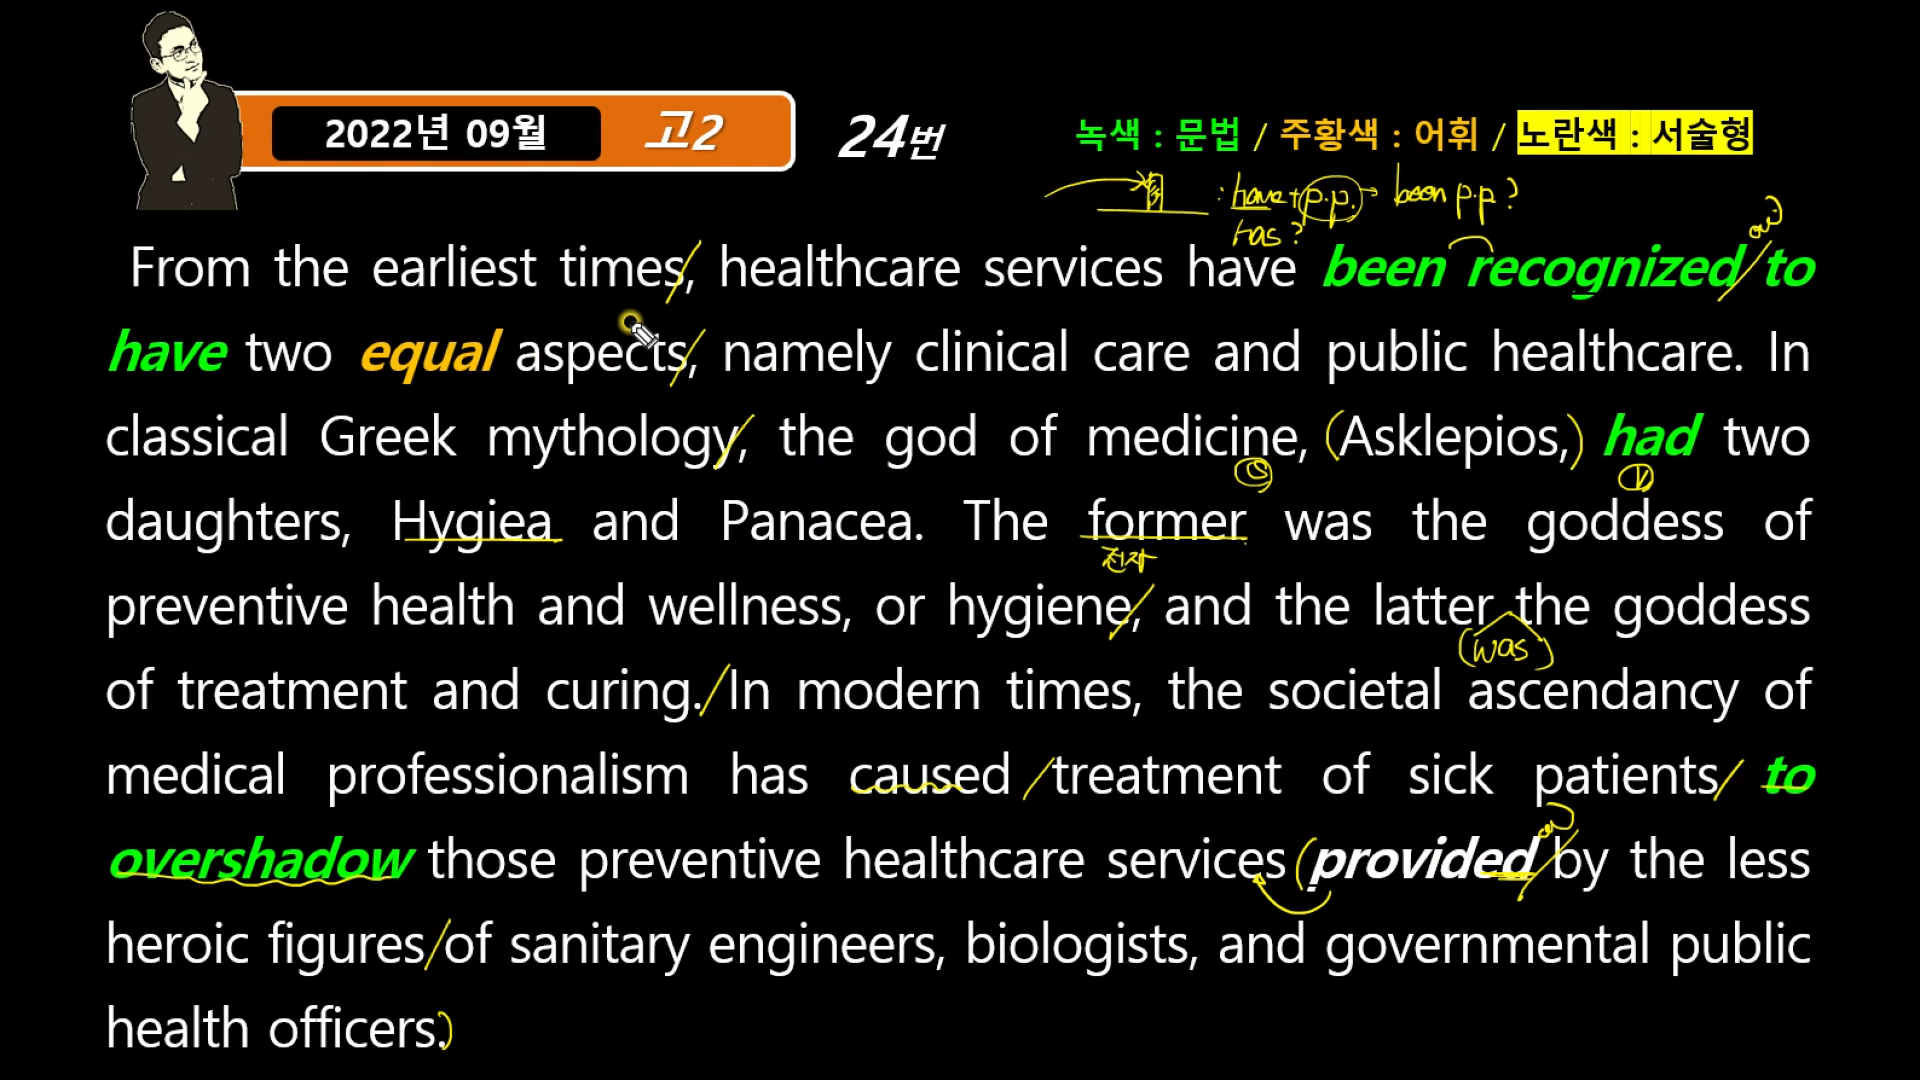 2022년 09월 고2 24번 녹색 : 문법 / 주황색 : 어휘 / 노란색 : 서술형
: have + p.p. → been p.p ?
has ?
From the earliest times, healthcare services have been recognized to
have two equal aspects, namely clinical care and public healthcare. In
classical Greek mythology, the god of medicine, (Asklepios,) had two
S V
daughters, Hygiea and Panacea. The former was the goddess of
전자
preventive health and wellness, or hygiene, and the latter the goddess
(was)
of treatment and curing. In modern times, the societal ascendancy of
medical professionalism has caused treatment of sick patients to
overshadow those preventive healthcare services (provided by the less
heroic figures of sanitary engineers, biologists, and governmental public
health officers.)